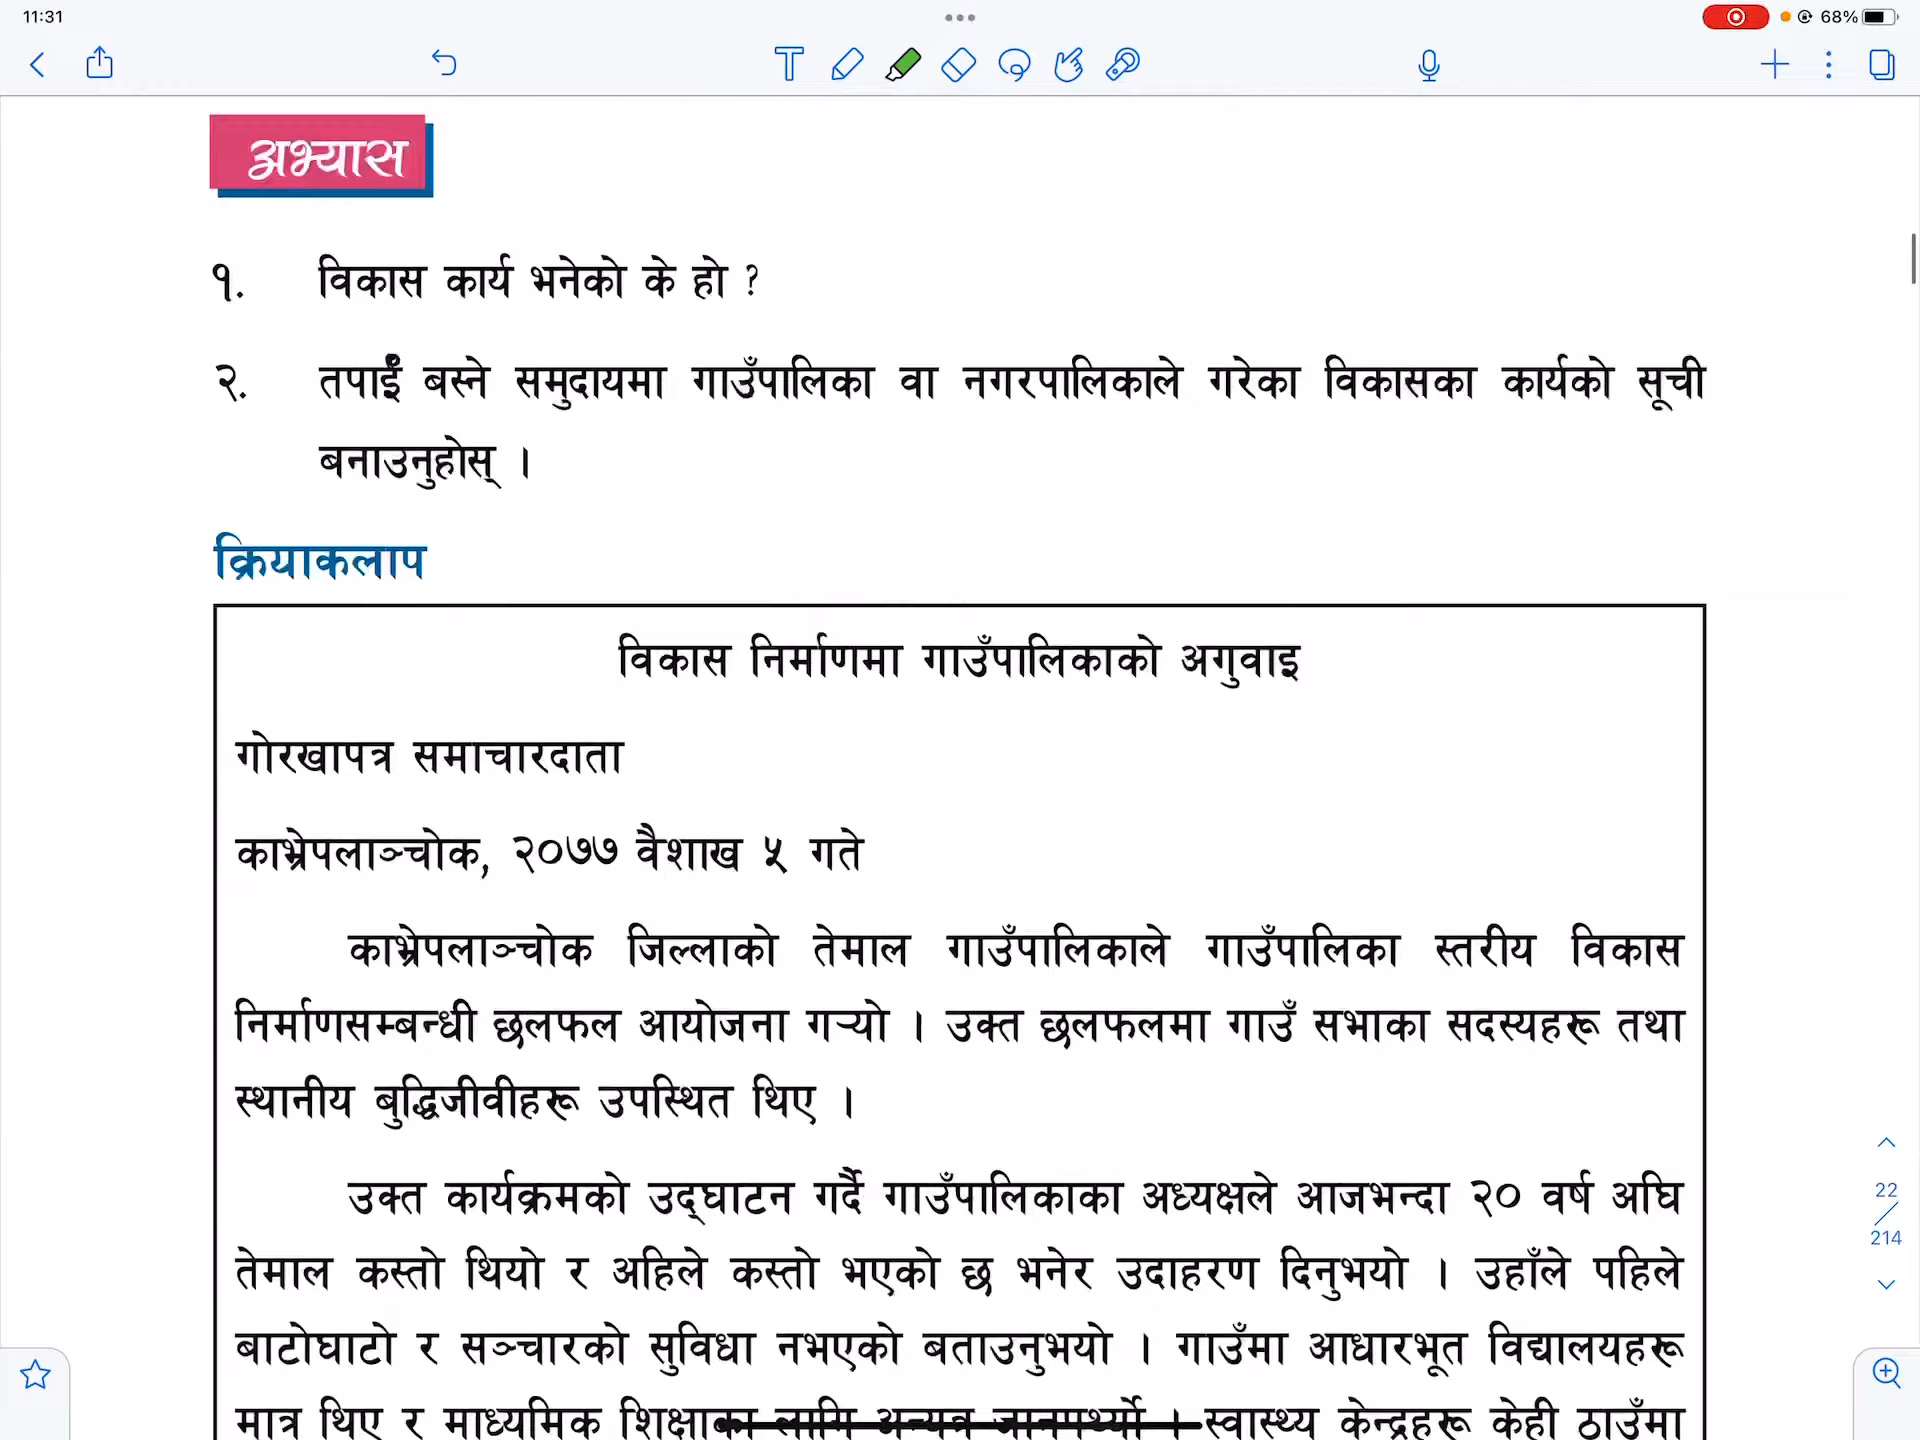 11:31
68%
अभ्यास
१. विकास कार्य भनेको के हो ?
२. तपाईं बस्ने समुदायमा गाउँपालिका वा नगरपालिकाले गरेका विकासका कार्यको सूची
बनाउनुहोस् ।
क्रियाकलाप
विकास निर्माणमा गाउँपालिकाको अगुवाइ
गोरखापत्र समाचारदाता
काभ्रेपलाञ्चोक, २०७७ वैशाख ५ गते
काभ्रेपलाञ्चोक जिल्लाको तेमाल गाउँपालिकाले गाउँपालिका स्तरीय विकास
निर्माणसम्बन्धी छलफल आयोजना गऱ्यो । उक्त छलफलमा गाउँ सभाका सदस्यहरू तथा
स्थानीय बुद्धिजीवीहरू उपस्थित थिए ।
उक्त कार्यक्रमको उद्‌घाटन गर्दै गाउँपालिकाका अध्यक्षले आजभन्दा २० वर्ष अघि
तेमाल कस्तो थियो र अहिले कस्तो भएको छ भनेर उदाहरण दिनुभयो । उहाँले पहिले
बाटोघाटो र सञ्चारको सुविधा नभएको बताउनुभयो । गाउँमा आधारभूत विद्यालयहरू
मात्र थिए र माध्यमिक शिक्षाका लागि अन्यत्र जानुपर्थ्यो । स्वास्थ्य केन्द्रहरू केही ठाउँमा
22
/
214